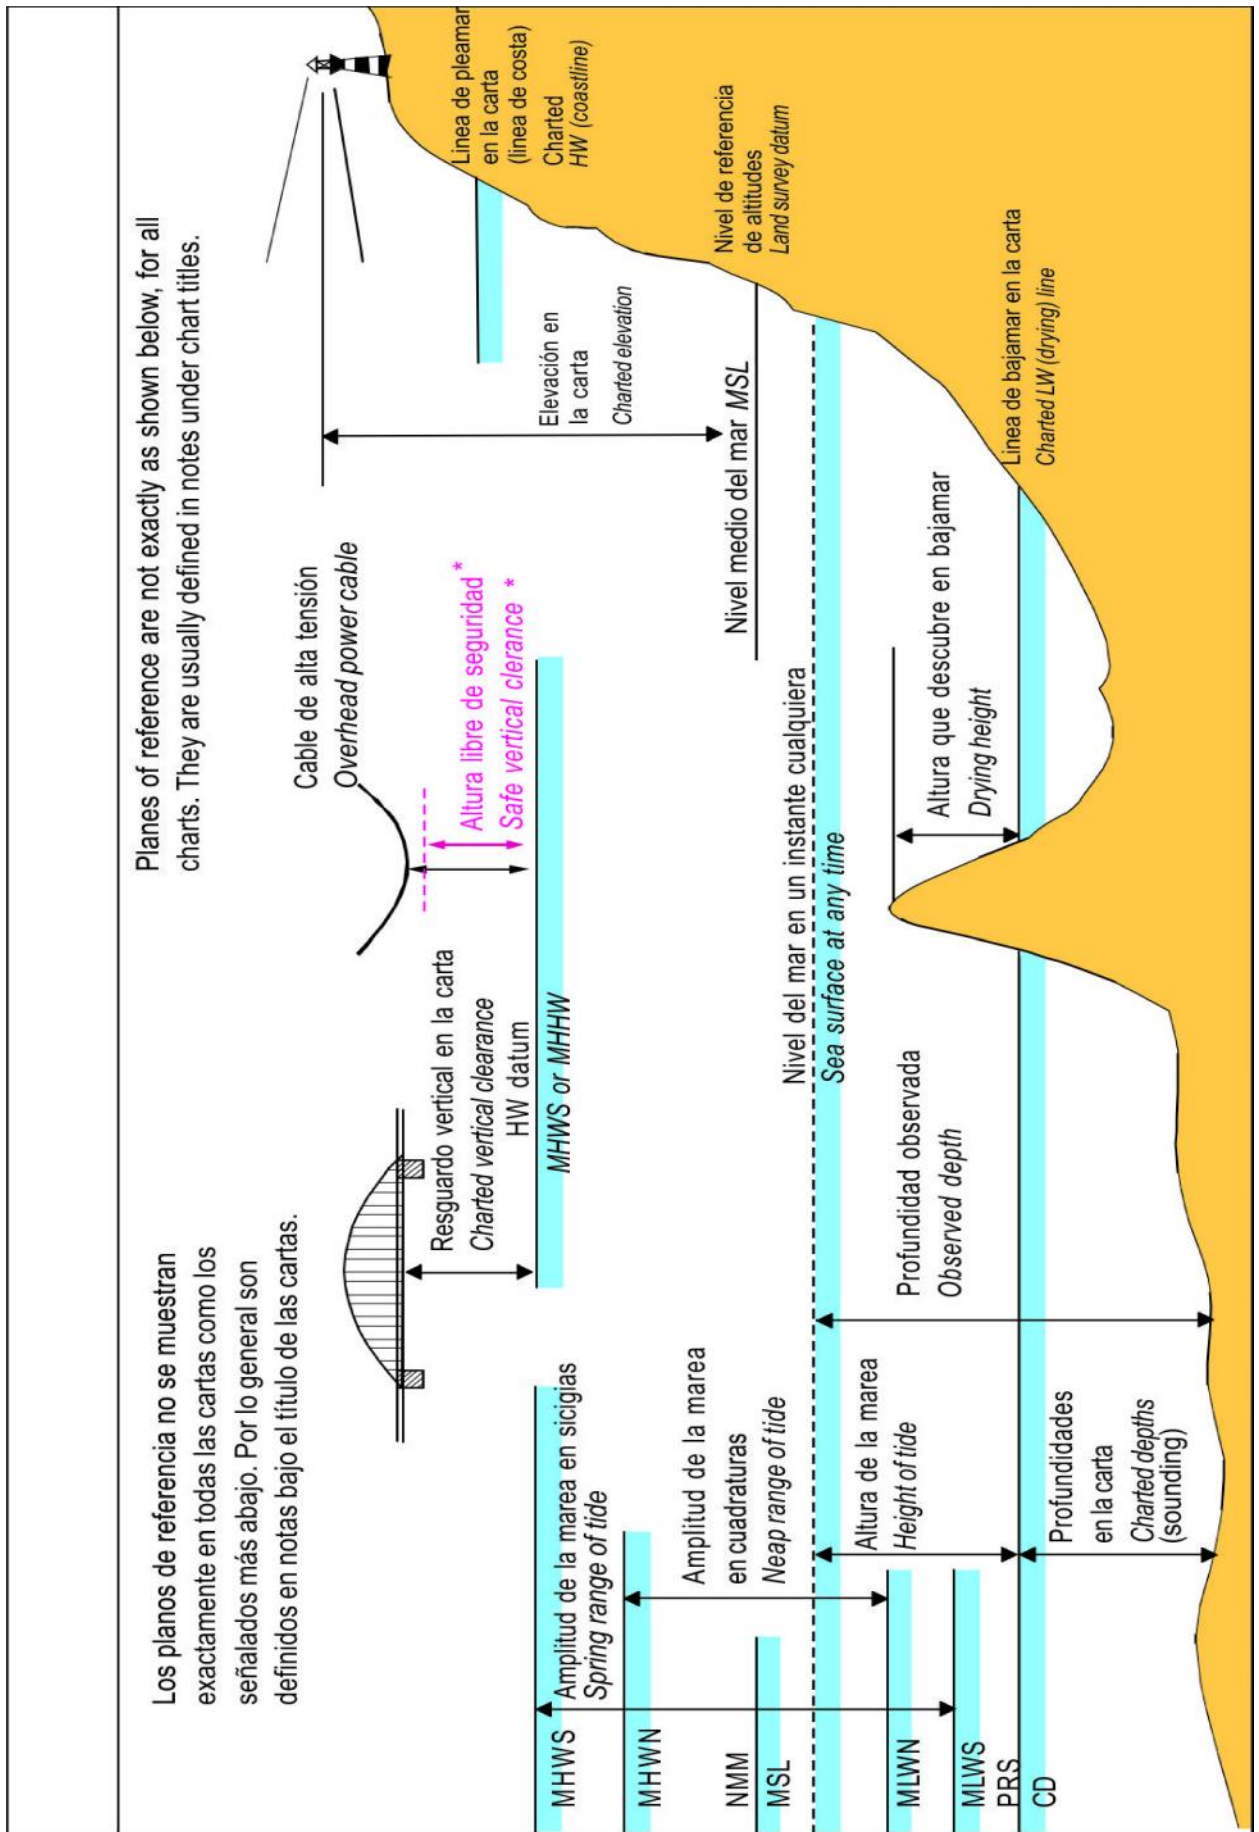 Los planos de referencia no se muestran
exactamente en todas las cartas como los
señalados más abajo. Por lo general son
definidos en notas bajo el título de las cartas.
Planes of reference are not exactly as shown below, for all
charts. They are usually defined in notes under chart titles.
Cable de alta tensión
Overhead power cable
Resguardo vertical en la carta
Charted vertical clearance
HW datum
MHWS or MHHW
Altura libre de seguridad *
Safe vertical clerance *
Linea de pleamar
en la carta
(linea de costa)
Charted
HW (coastline)
Elevación en
la carta
Charted elevation
MHWS
Amplitud de la marea en sicigias
Spring range of tide
MHWN
Amplitud de la marea
en cuadraturas
Neap range of tide
NMM
MSL
Nivel medio del mar MSL
Nivel de referencia
de altitudes
Land survey datum
Nivel del mar en un instante cualquiera
Sea surface at any time
Altura de la marea
Height of tide
Profundidad observada
Observed depth
Altura que descubre en bajamar
Drying height
MLWN
MLWS
PRS
CD
Profundidades
en la carta
Charted depths
(sounding)
Linea de bajamar en la carta
Charted LW (drying) line